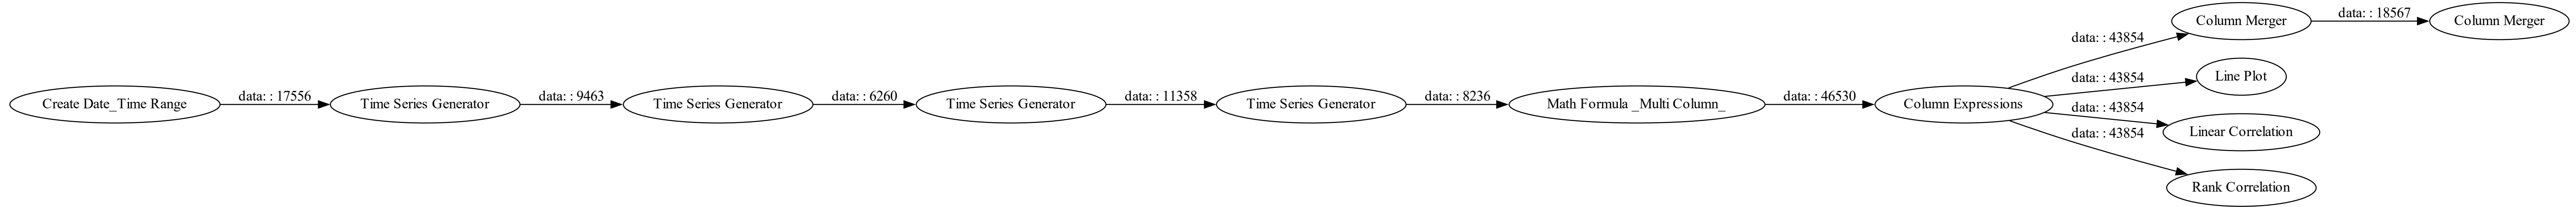 Create Date_Time Range
data: : 17556
Time Series Generator
data: : 9463
Time Series Generator
data: : 6260
Time Series Generator
data: : 11358
Time Series Generator
data: : 8236
Math Formula _Multi Column_
data: : 46530
Column Expressions
data: : 43854
Column Merger
data: : 18567
Column Merger
data: : 43854
Line Plot
data: : 43854
Linear Correlation
data: : 43854
Rank Correlation